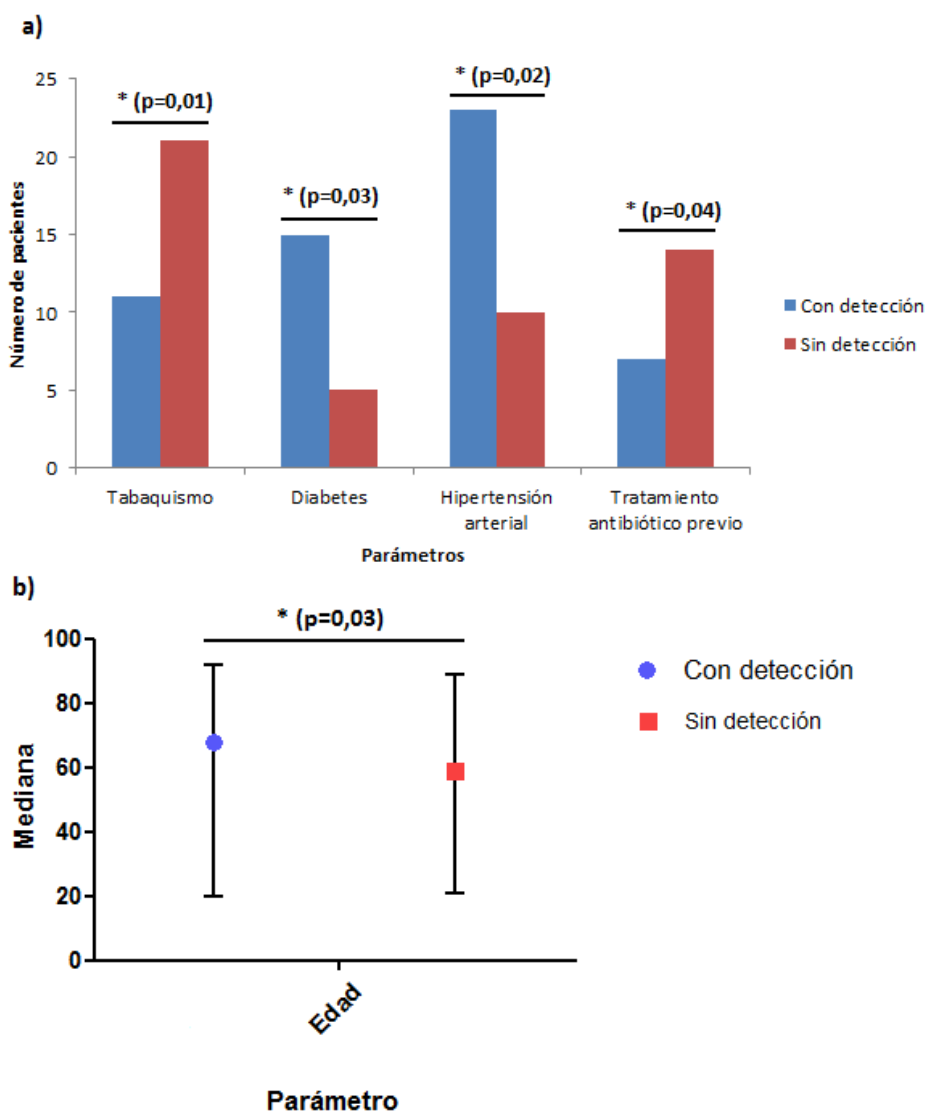 a)
25
20
15
10
5
0
Número de pacientes
* (p=0,01)
* (p=0,03)
* (p=0,02)
* (p=0,04)
Tabaquismo
Diabetes
Hipertensión
arterial
Tratamiento
antibiótico previo
Parámetros
Con detección
Sin detección
b)
* (p=0,03)
100
80
60
40
20
0
Mediana
Edad
Parámetro
Con detección
Sin detección